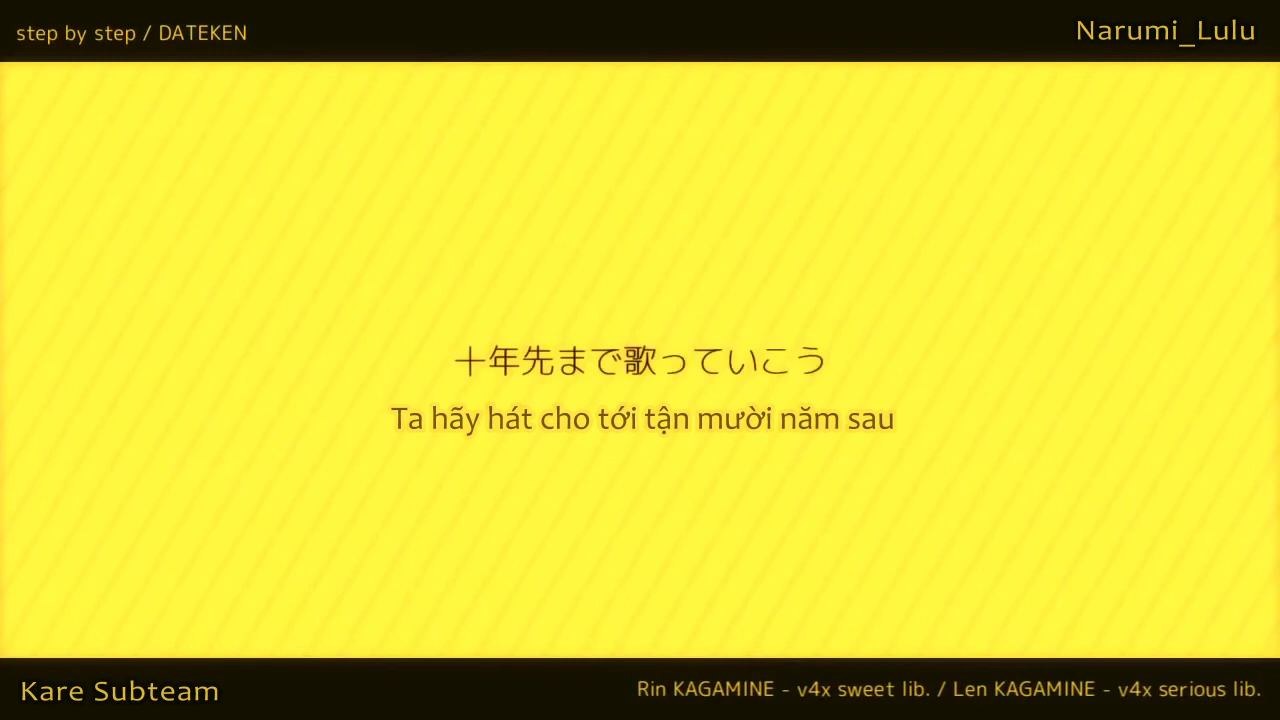 step by step / DATEKEN
Narumi_Lulu
十年先まで歌っていこう
Ta hãy hát cho tới tận mười năm sau
Kare Subteam
Rin KAGAMINE - v4x sweet lib. / Len KAGAMINE - v4x serious lib.